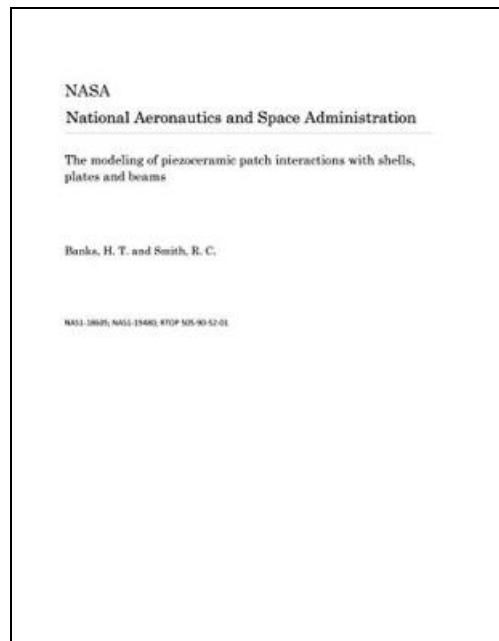 NASA
National Aeronautics and Space Administration
The modeling of piezoceramic patch interactions with shells,
plates and beams
Banks, H. T. and Smith, R. C.
NAS1-18605; NAS1-19480; RTOP 505-90-52-01